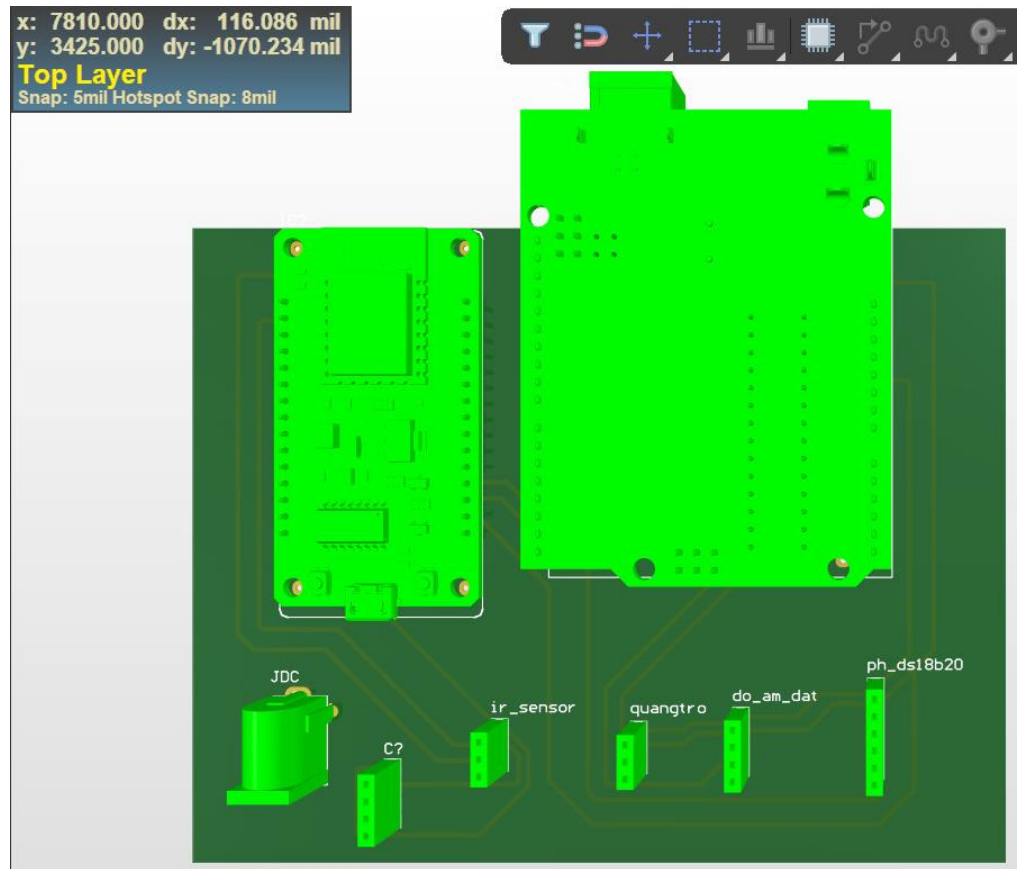 x: 7810.000 dx: 116.086 mil
y: 3425.000 dy: -1070.234 mil
Top Layer
Snap: 5mil Hotspot Snap: 8mil
ph_ds18b20
JDC
do_am_dat
ir_sensor
quangtro
C?